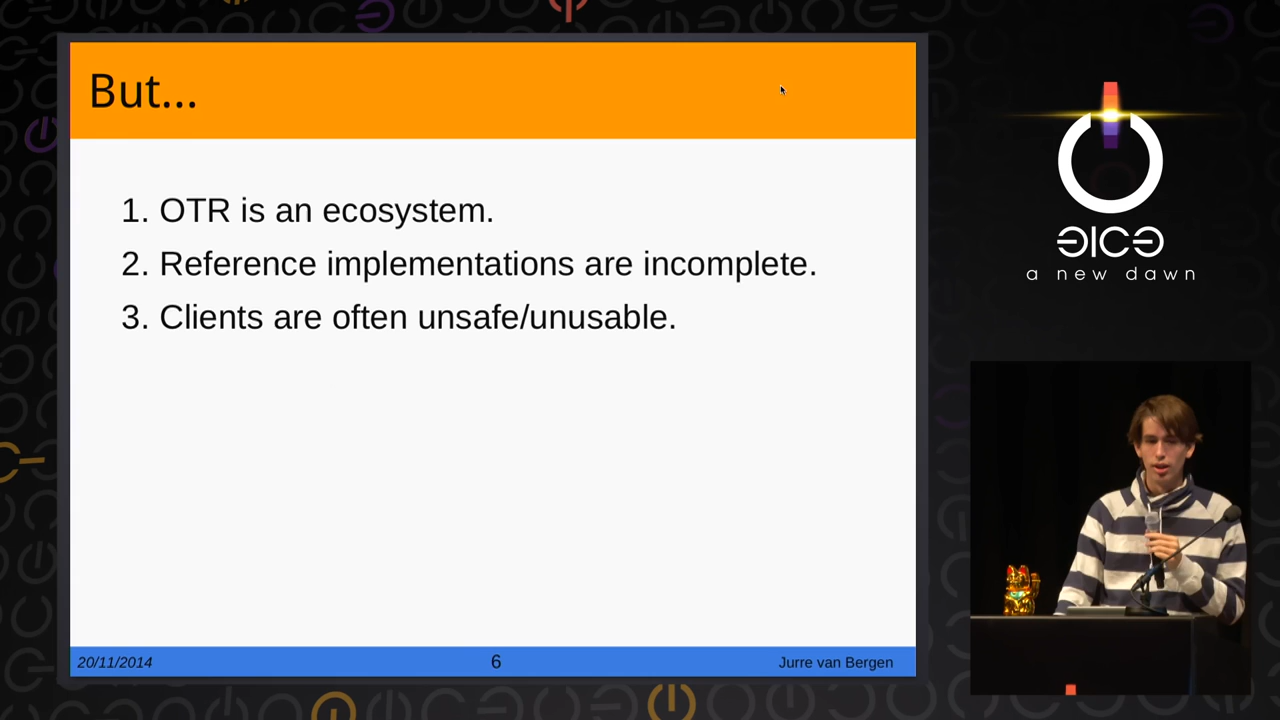 But...
1. OTR is an ecosystem.
2. Reference implementations are incomplete.
3. Clients are often unsafe/unusable.
20/11/2014
6
Jurre van Bergen
a new dawn